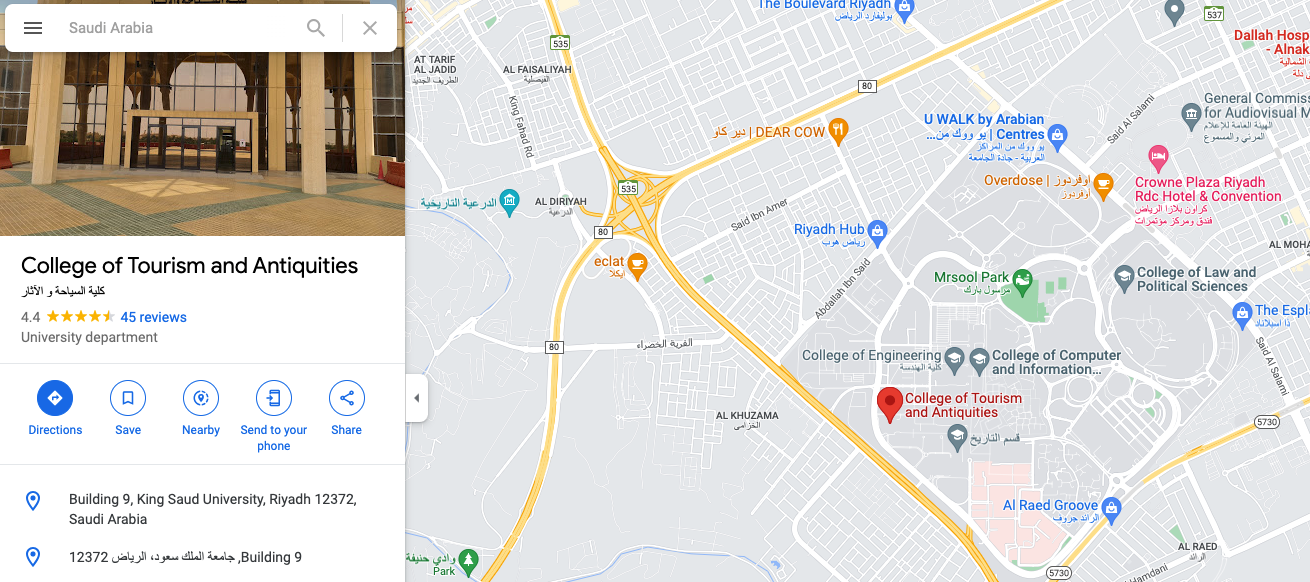 Saudi Arabia
College of Tourism and Antiquities
كلية السياحة و الآثار
4.4
45 reviews
University department
Directions
Save
Nearby
Send to your
phone
Share
Building 9, King Saud University, Riyadh 12372,
Saudi Arabia
Building 9, جامعة الملك سعود، الرياض 12372
The Boulevard Riyadh
بوليفارد الرياض
537
535
Dallah Hosp
- Alnak
الشمالية
ي دلة
AT TARIF
AL JADID
الطريف الجديد
AL FAISALIYAH
الفيصلية
80
King Fahad Rd
دير كاو | DEAR COW
U WALK by Arabian
Centres | يو ووك من...
يو ووك من المراكز
العربية - جادة الجامعة
Said Al Salami
General Commiss
for Audiovisual M
الهيئة العامة للإعلام
المرئي والمسموع
Overdose | أوفردوز
أوفردوز
Crowne Plaza Riyadh
Rdc Hotel & Convention
كراون بلازا الرياض
فندق ومركز مؤتمرات
535
الدرعية التاريخية
AL DIRIYAH
الدرعية
80
Said Ibn Amer
Riyadh Hub
رياض هوب
AL MOHA
eclat
ايكلا
Abdallah Ibn Said
Mrsool Park
مرسول بارك
College of Law and
Political Sciences
The Espla
ذا اسبلاناد
80
القرية الخضراء
College of Engineering
كلية الهندسة
College of Computer
and Information...
Said Al Salami
College of Tourism
and Antiquities
AL KHUZAMA
الخزامى
قسم التاريخ
5730
Al Raed Groove
الرائد جروف
وادي حنيفة
Park
AL RAED
الرائد
5730
Hamdani